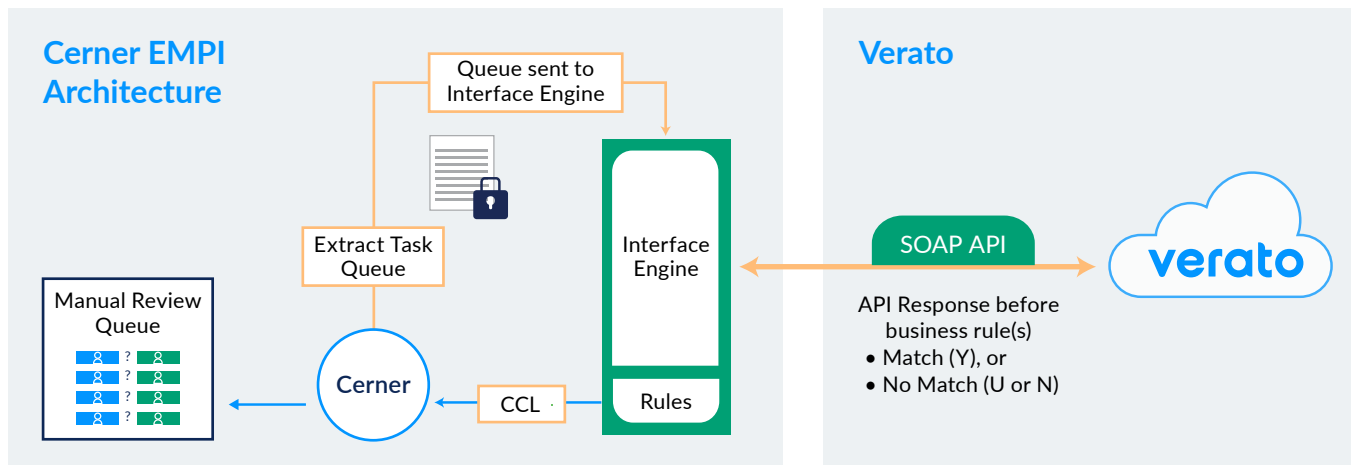 Cerner EMPI
Architecture
Queue sent to
Interface Engine
Extract Task
Queue
Manual Review
Queue
?
?
?
?
Cerner
CCL
Interface
Engine
Rules
Verato
SOAP API
API Response before
business rule(s)
• Match (Y), or
• No Match (U or N)
verato